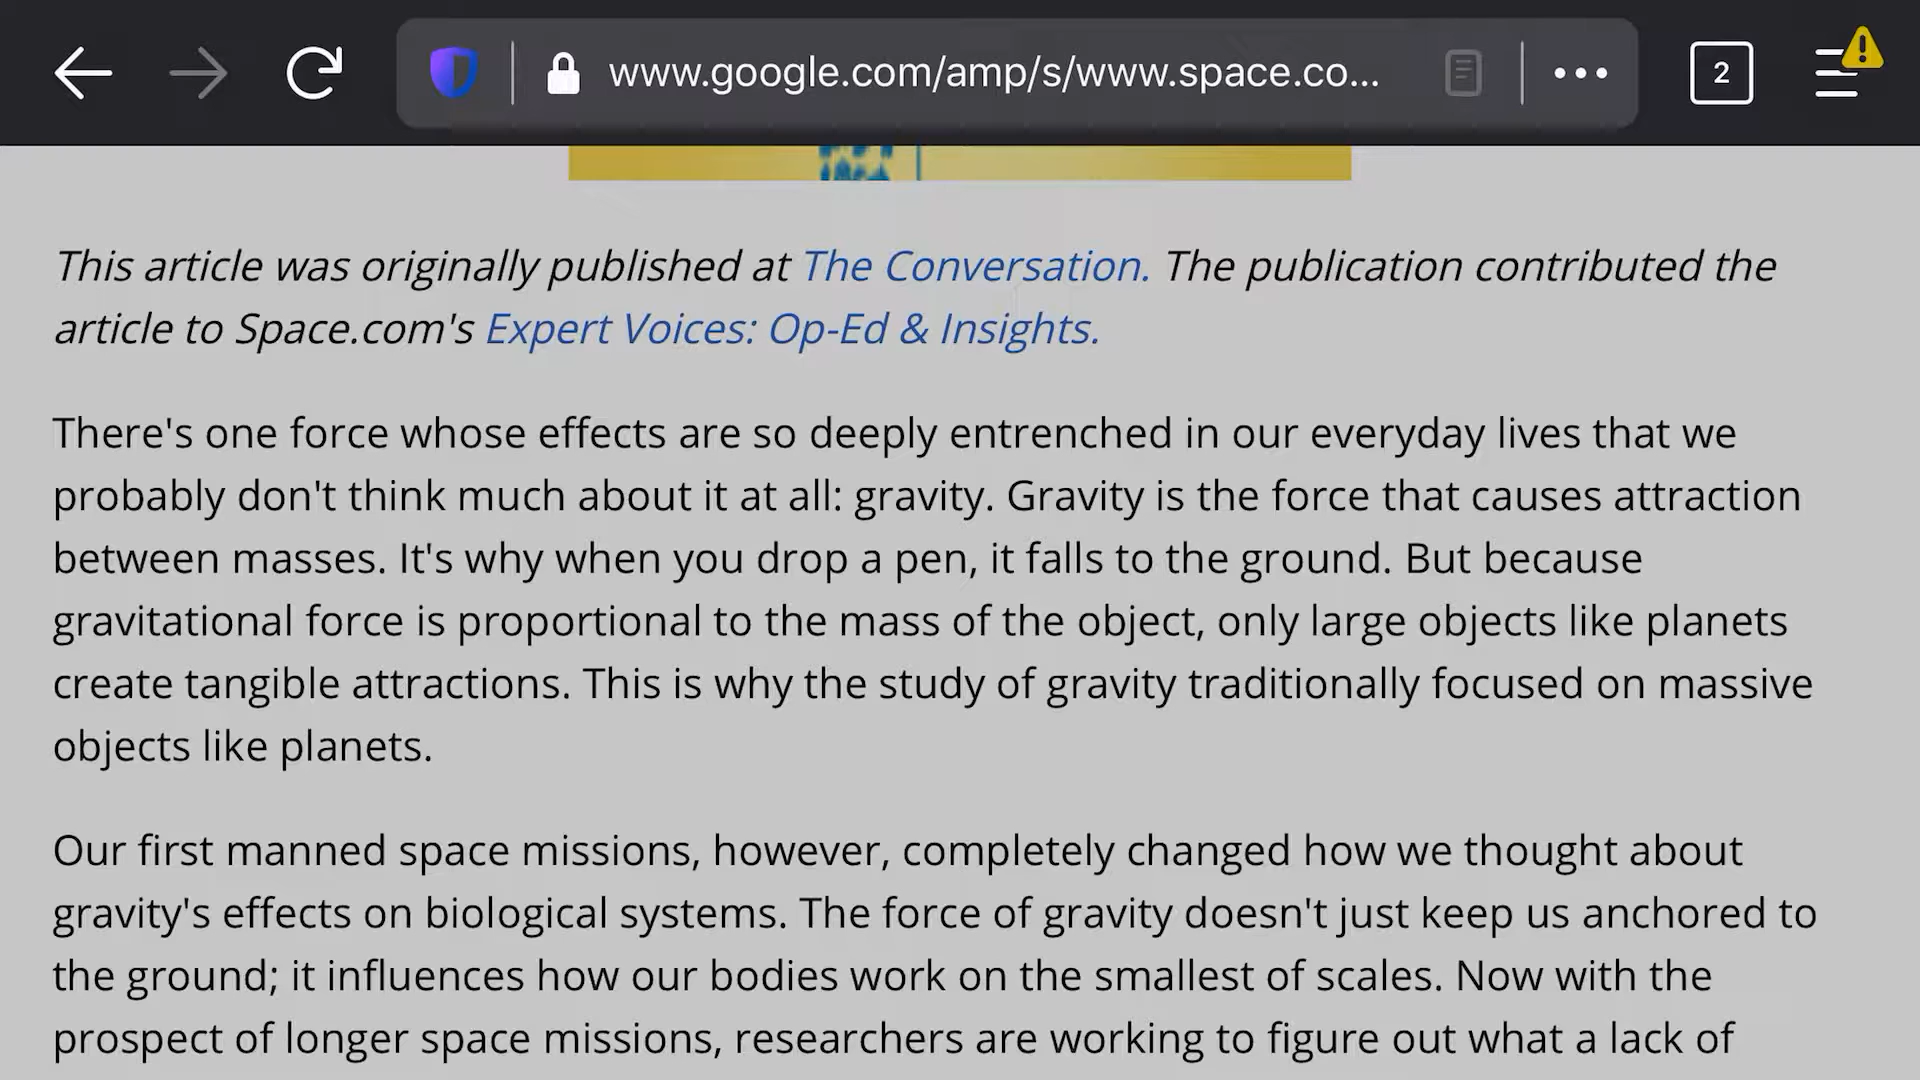 www.google.com/amp/s/www.space.co...
2
This article was originally published at The Conversation. The publication contributed the
article to Space.com's Expert Voices: Op-Ed & Insights.
There's one force whose effects are so deeply entrenched in our everyday lives that we
probably don't think much about it at all: gravity. Gravity is the force that causes attraction
between masses. It's why when you drop a pen, it falls to the ground. But because
gravitational force is proportional to the mass of the object, only large objects like planets
create tangible attractions. This is why the study of gravity traditionally focused on massive
objects like planets.
Our first manned space missions, however, completely changed how we thought about
gravity's effects on biological systems. The force of gravity doesn't just keep us anchored to
the ground; it influences how our bodies work on the smallest of scales. Now with the
prospect of longer space missions, researchers are working to figure out what a lack of